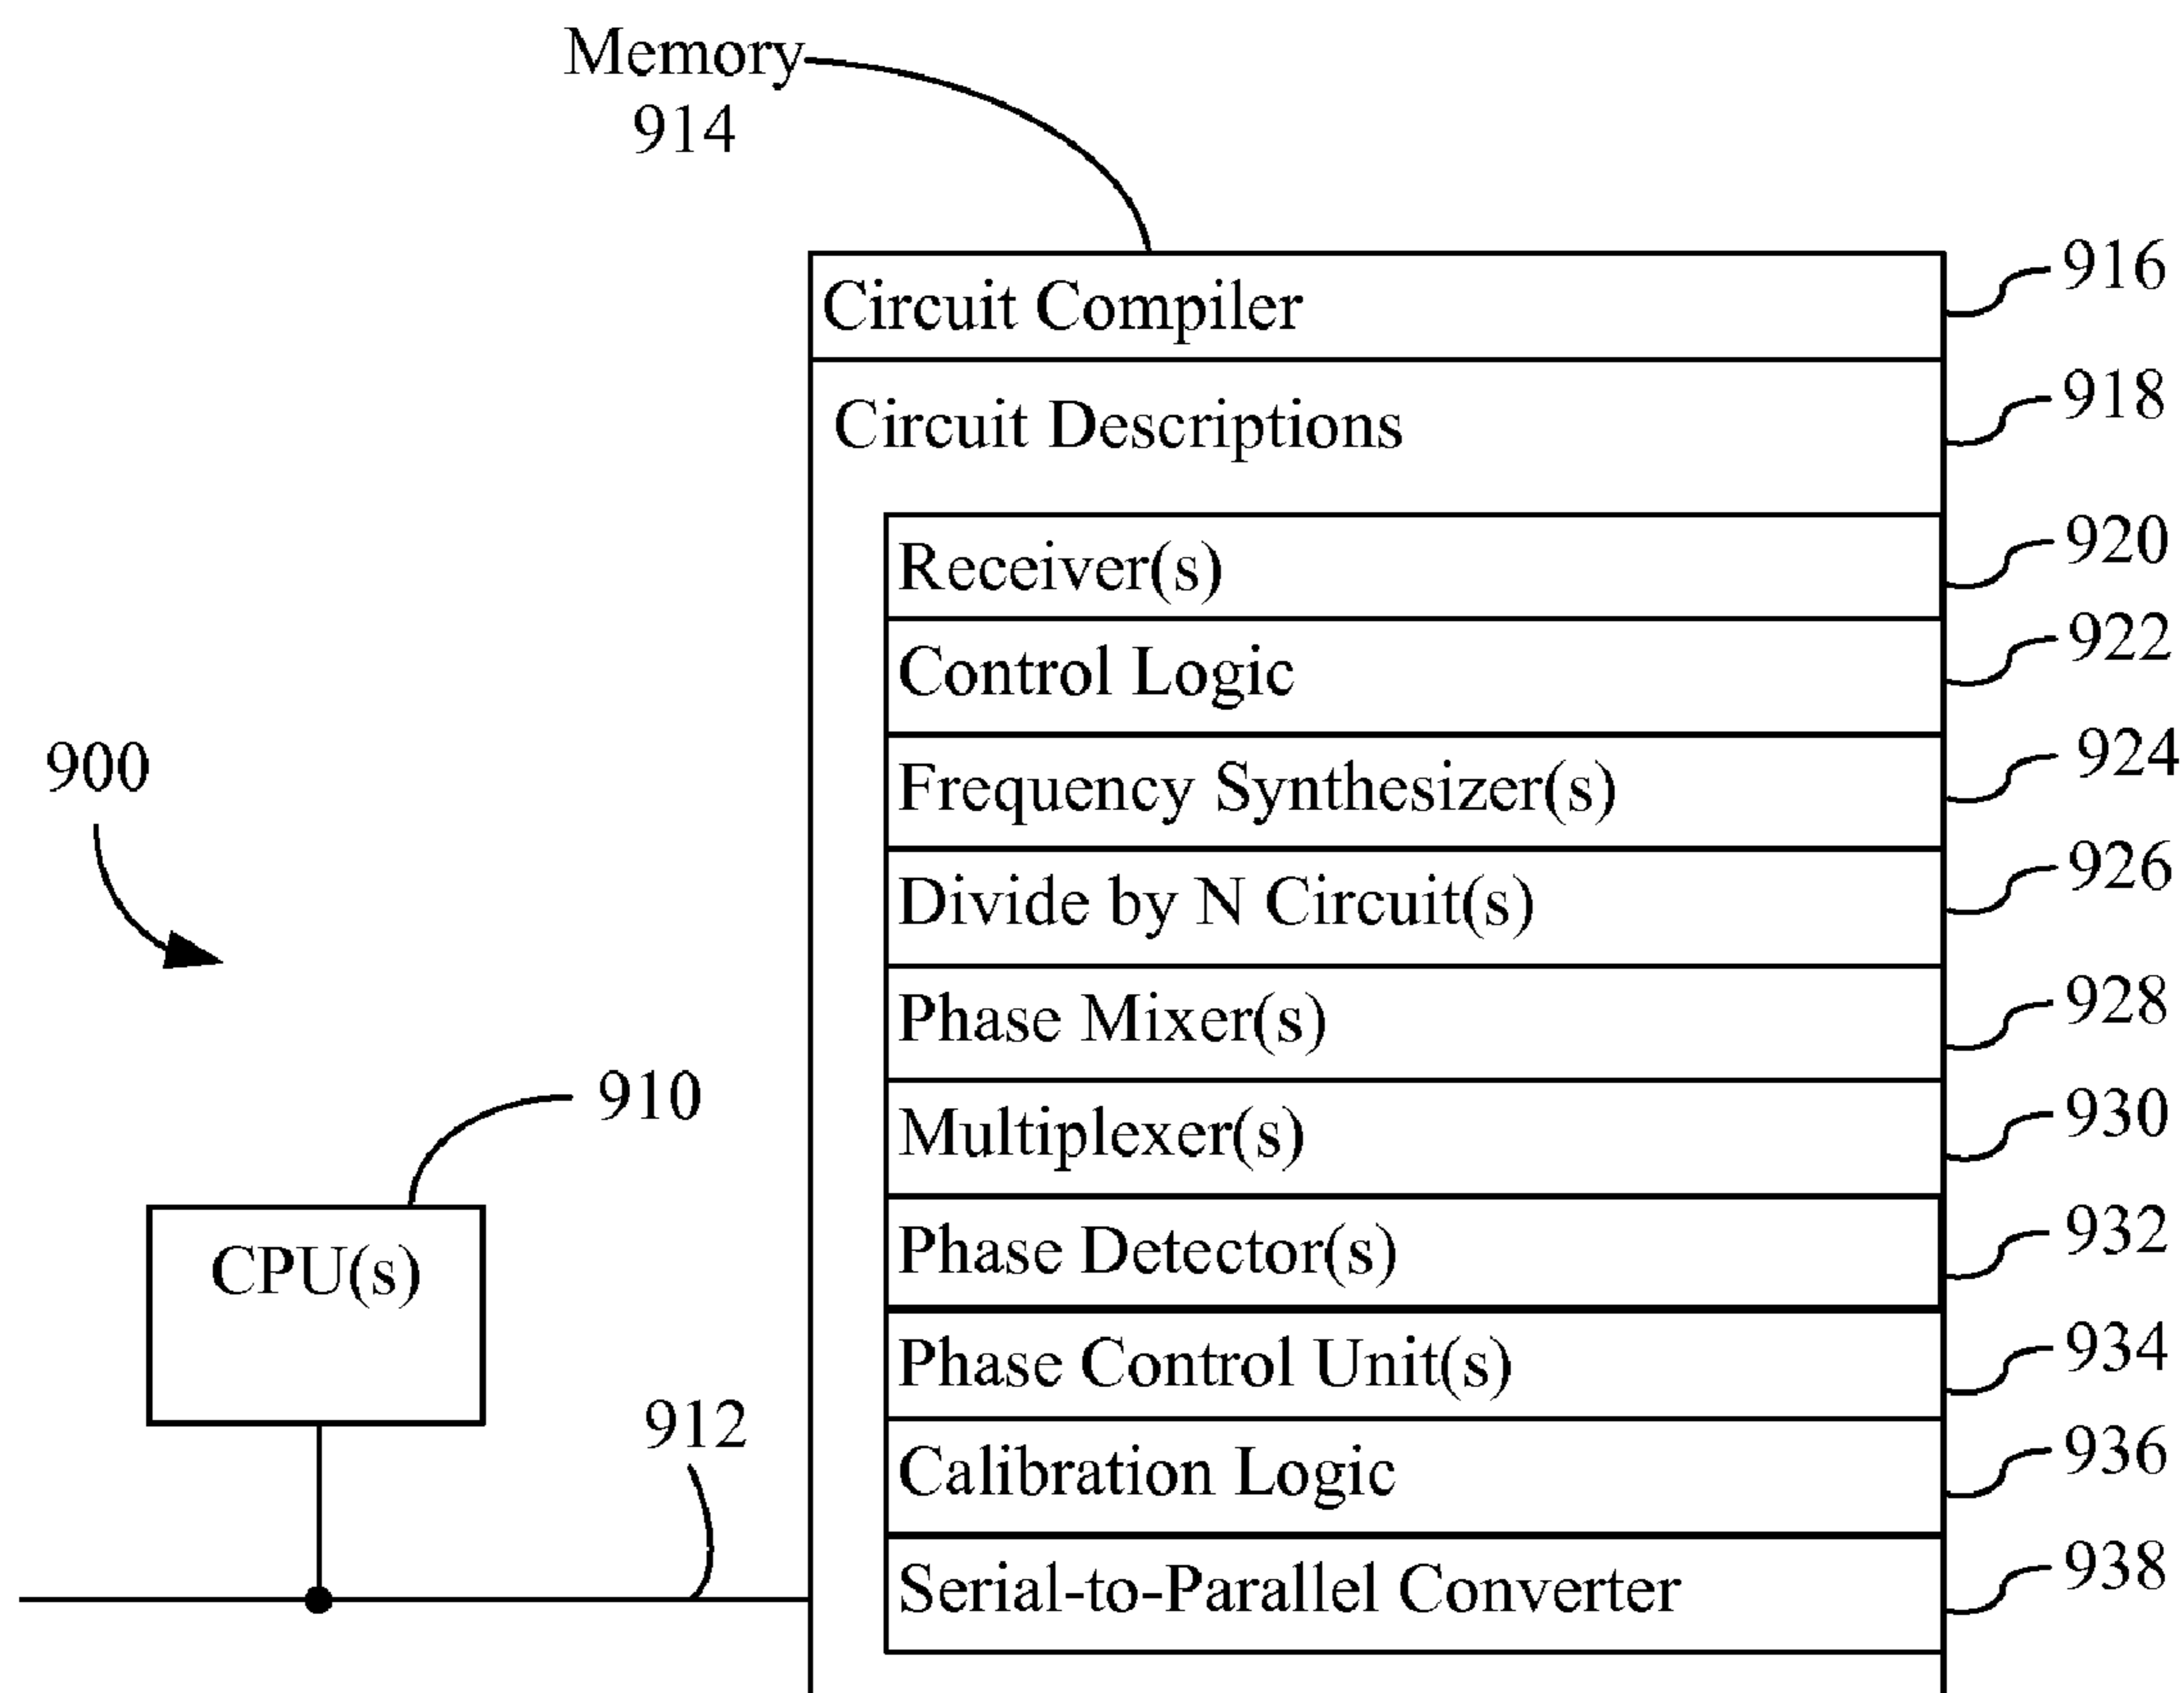 Memory
914
Circuit Compiler
916
Circuit Descriptions
918
Receiver(s)
920
Control Logic
922
Frequency Synthesizer(s)
924
900
Divide by N Circuit(s)
926
Phase Mixer(s)
928
910
Multiplexer(s)
930
CPU(s)
Phase Detector(s)
932
Phase Control Unit(s)
934
912
Calibration Logic
936
Serial-to-Parallel Converter
938